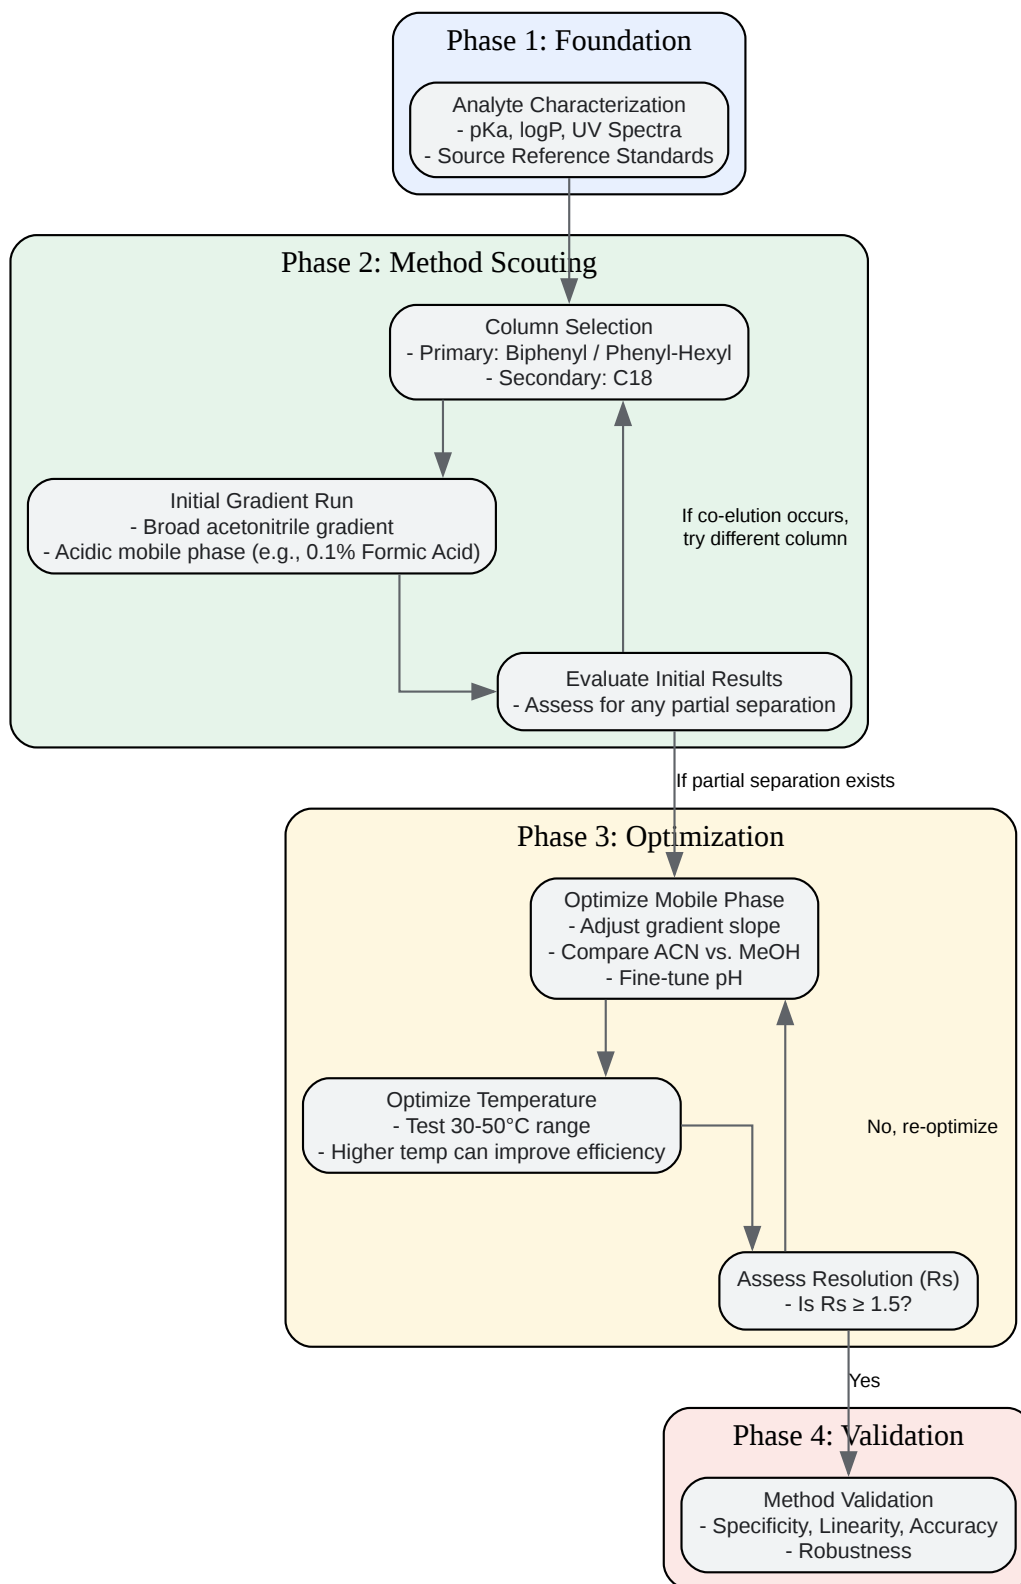 Phase 1: Foundation
Analyte Characterization
- pKa, logP, UV Spectra
- Source Reference Standards
Phase 2: Method Scouting
Column Selection
- Primary: Biphenyl / Phenyl-Hexyl
- Secondary: C18
Initial Gradient Run
- Broad acetonitrile gradient
- Acidic mobile phase (e.g., 0.1% Formic Acid)
If co-elution occurs,
try different column
Evaluate Initial Results
- Assess for any partial separation
If partial separation exists
Phase 3: Optimization
Optimize Mobile Phase
- Adjust gradient slope
- Compare ACN vs. MeOH
- Fine-tune pH
Optimize Temperature
- Test 30-50°C range
- Higher temp can improve efficiency
No, re-optimize
Assess Resolution (Rs)
- Is Rs ≥ 1.5?
Yes
Phase 4: Validation
Method Validation
- Specificity, Linearity, Accuracy
- Robustness